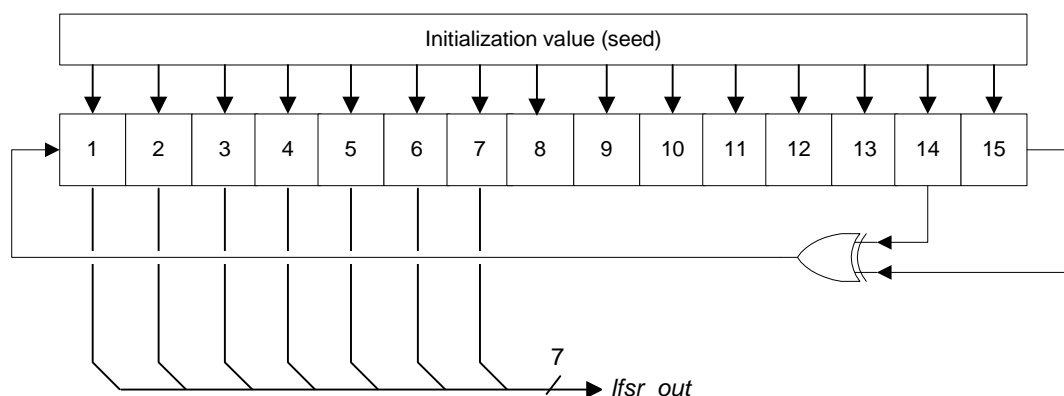 Initialization value (seed)
1 2 3 4 5 6 7 8 9 10 11 12 13 14 15
7
lfsr_out